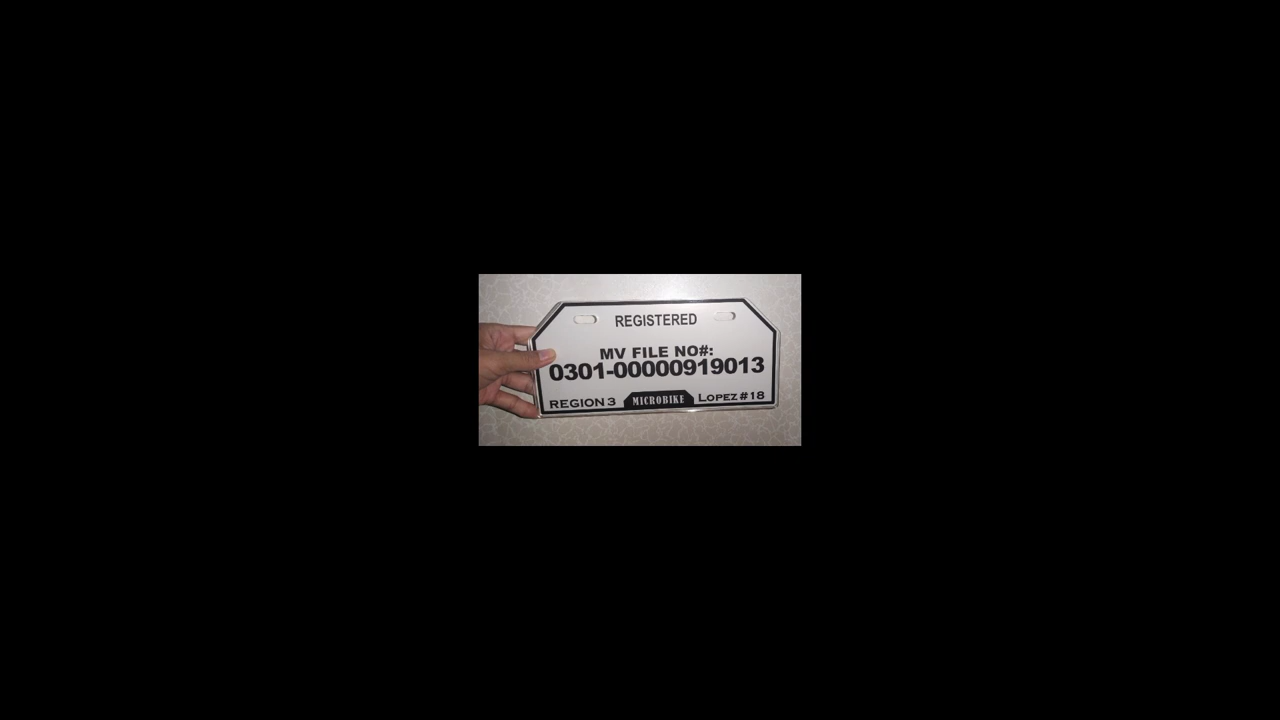 REGISTERED
MV FILE NO#:
0301-00000919013
REGION 3 MICROBIKE LOPEZ #18